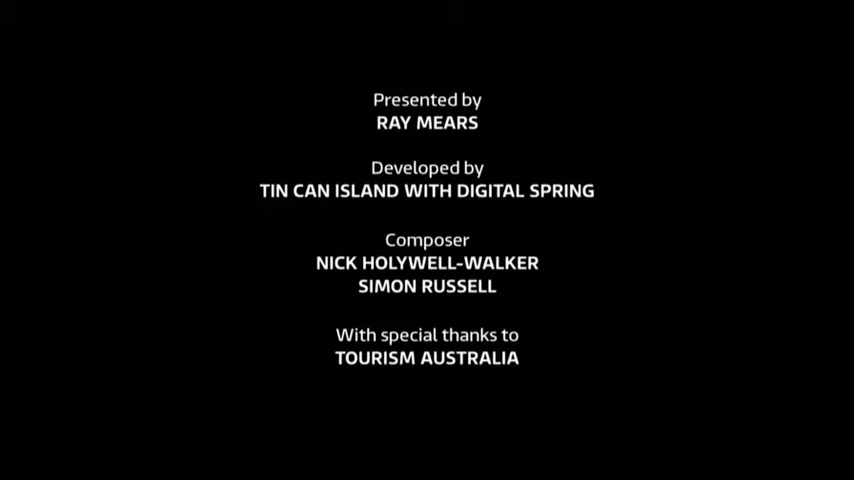 Presented by
RAY MEARS
Developed by
TIN CAN ISLAND WITH DIGITAL SPRING
Composer
NICK HOLYWELL-WALKER
SIMON RUSSELL
With special thanks to
TOURISM AUSTRALIA